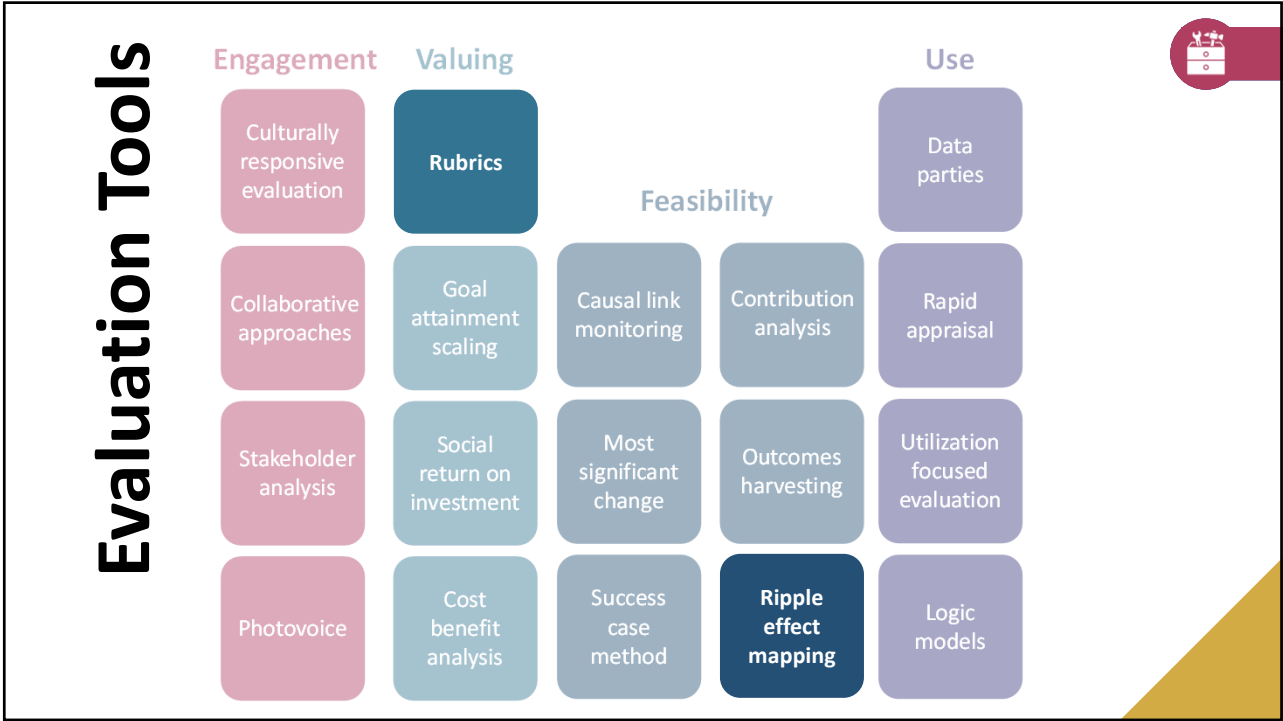 Evaluation Tools
Engagement
Culturally
responsive
evaluation
Collaborative
approaches
Stakeholder
analysis
Photovoice
Valuing
Rubrics
Goal
attainment
scaling
Social
return on
investment
Cost
benefit
analysis
Feasibility
Causal link
monitoring
Most
significant
change
Success
case
method
Contribution
analysis
Outcomes
harvesting
Ripple
effect
mapping
Use
Data
parties
Rapid
appraisal
Utilization
focused
evaluation
Logic
models